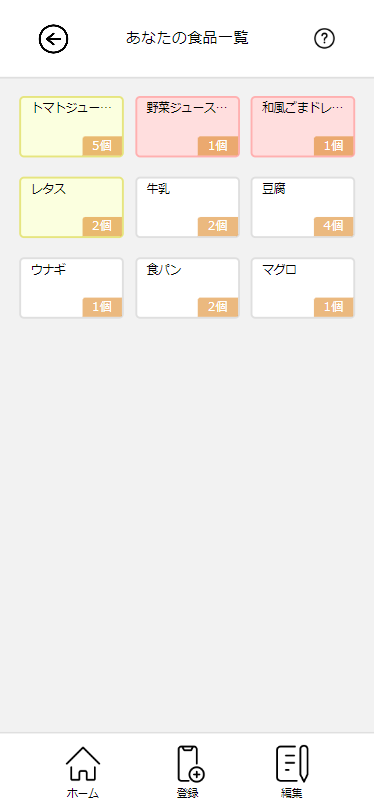 あなたの食品一覧
トマトジュー…
5個
野菜ジュース…
1個
和風ごまドレ…
1個
レタス
2個
牛乳
2個
豆腐
4個
ウナギ
1個
食パン
2個
マグロ
1個
ホーム
登録
編集